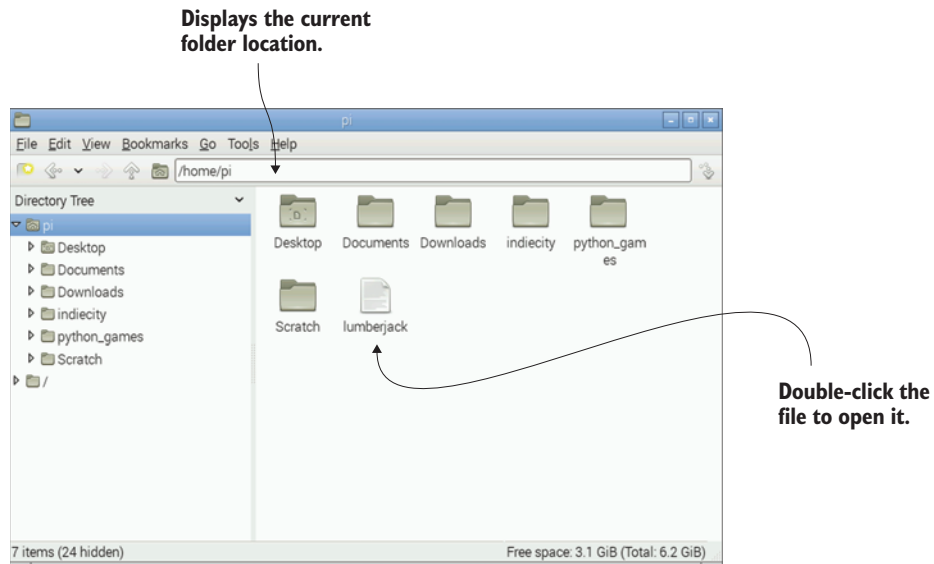 Displays the current
folder location.
pi
File Edit View Bookmarks Go Tools Help
/home/pi
Directory Tree
pi
Desktop
Documents
Downloads
indiecity
python_games
Scratch
/
Desktop Documents Downloads indiecity python_gam
es
Scratch lumberjack
Double-click the
file to open it.
7 items (24 hidden) Free space: 3.1 GiB (Total: 6.2 GiB)